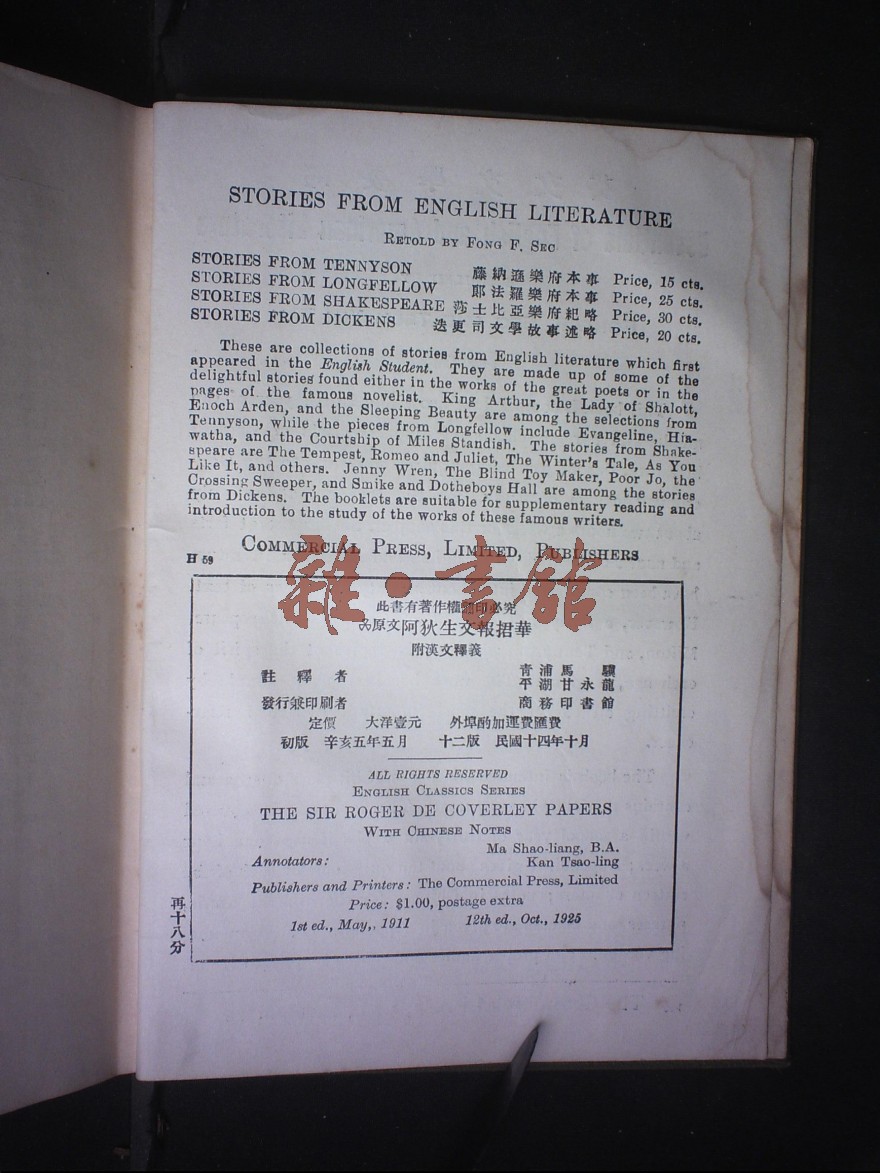 STORIES FROM ENGLISH LITERATURE
RETOLD BY FONG F. SEC
STORIES FROM TENNYSON 藤納遜樂府本事 Price, 15 cts.
STORIES FROM LONGFELLOW 郎法羅樂府本事 Price, 25 cts.
STORIES FROM SHAKESPEARE 莎士比亞樂府紀略 Price, 30 cts.
STORIES FROM DICKENS 迭更司文學故事述略 Price, 20 cts.
These are collections of stories from English literature which first
appeared in the English Student. They are made up of some of the
delightful stories found either in the works of the great poets or in the
pages of the famous novelist. King Arthur, the Lady of Shalott,
Enoch Arden, and the Sleeping Beauty are among the selections from
Tennyson, while the pieces from Longfellow include Evangeline, Hia-
watha, and the Courtship of Miles Standish. The stories from Shake-
speare are The Tempest, Romeo and Juliet, The Winter's Tale, As You
Like It, and others. Jenny Wren, The Blind Toy Maker, Poor Jo, the
Crossing Sweeper, and Smike and Dotheboys Hall are among the stories
from Dickens. The booklets are suitable for supplementary reading and
introduction to the study of the works of these famous writers.
COMMERCIAL PRESS, LIMITED, PUBLISHERS
H 59
雜·書館
此書有著作權翻印必究
原文阿狄生文報捃華
附漢文釋義
註釋者 青浦馬驥
平湖甘永龍
發行兼印刷者 商務印書館
定價 大洋壹元 外埠酌加運費匯費
初版 辛亥五年五月 十二版 民國十四年十月
ALL RIGHTS RESERVED
ENGLISH CLASSICS SERIES
THE SIR ROGER DE COVERLEY PAPERS
WITH CHINESE NOTES
Ma Shao-liang, B.A.
Annotators: Kan Tsao-ling
Publishers and Printers: The Commercial Press, Limited
Price: $1.00, postage extra
1st ed., May,. 1911 12th ed., Oct., 1925
再十八分